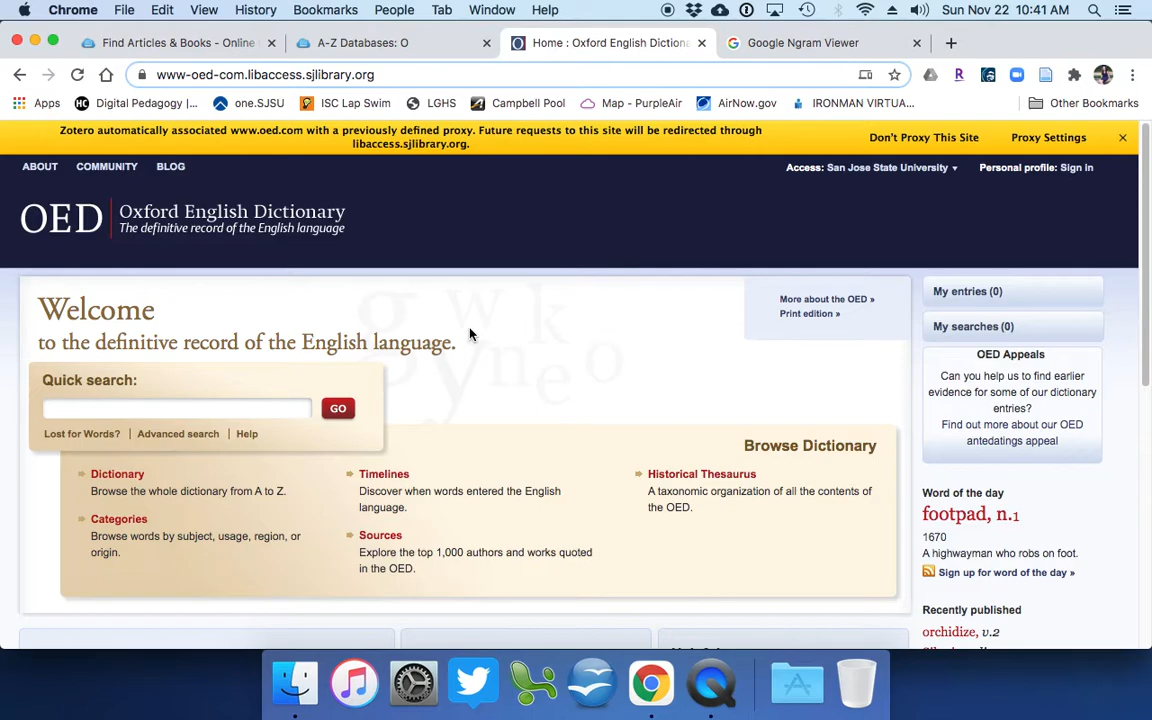 Chrome File Edit View History Bookmarks People Tab Window Help Sun Nov 22 10:41 AM
Find Articles & Books - Online
A-Z Databases: O
Home : Oxford English Dictiona
Google Ngram Viewer
www-oed-com.libaccess.sjlibrary.org
Apps Digital Pedagogy |... one.SJSU ISC Lap Swim LGHS Campbell Pool Map - PurpleAir AirNow.gov IRONMAN VIRTUA... Other Bookmarks
Zotero automatically associated www.oed.com with a previously defined proxy. Future requests to this site will be redirected through
libaccess.sjlibrary.org.
Don't Proxy This Site Proxy Settings
ABOUT COMMUNITY BLOG
Access: San Jose State University Personal profile: Sign in
OED Oxford English Dictionary
The definitive record of the English language
Welcome
to the definitive record of the English language.
g w k y n e o
More about the OED »
Print edition »
Quick search:
GO
Lost for Words? | Advanced search | Help
Browse Dictionary
Dictionary
Browse the whole dictionary from A to Z.
Categories
Browse words by subject, usage, region, or
origin.
Timelines
Discover when words entered the English
language.
Sources
Explore the top 1,000 authors and works quoted
in the OED.
Historical Thesaurus
A taxonomic organization of all the contents of
the OED.
My entries (0)
My searches (0)
OED Appeals
Can you help us to find earlier
evidence for some of our dictionary
entries?
Find out more about our OED
antedatings appeal
Word of the day
footpad, n.1
1670
A highwayman who robs on foot.
Sign up for word of the day »
Recently published
orchidize, v.2